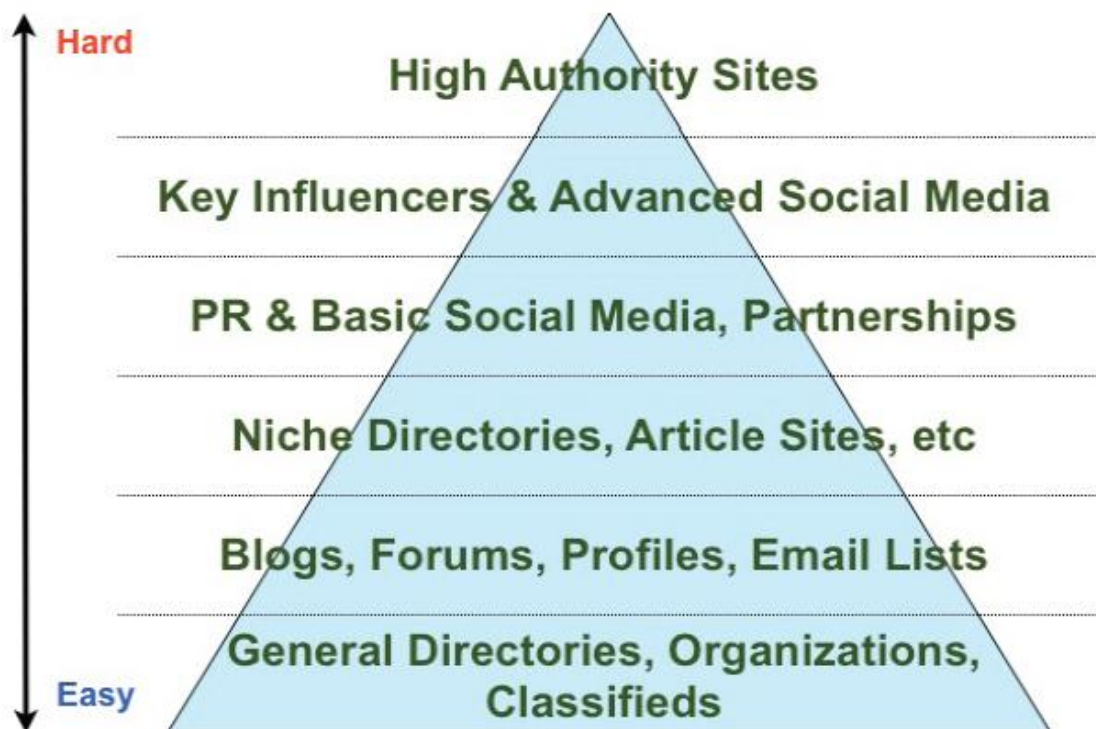 Hard
High Authority Sites
Key Influencers & Advanced Social Media
PR & Basic Social Media, Partnerships
Niche Directories, Article Sites, etc
Blogs, Forums, Profiles, Email Lists
General Directories, Organizations,
Classifieds
Easy